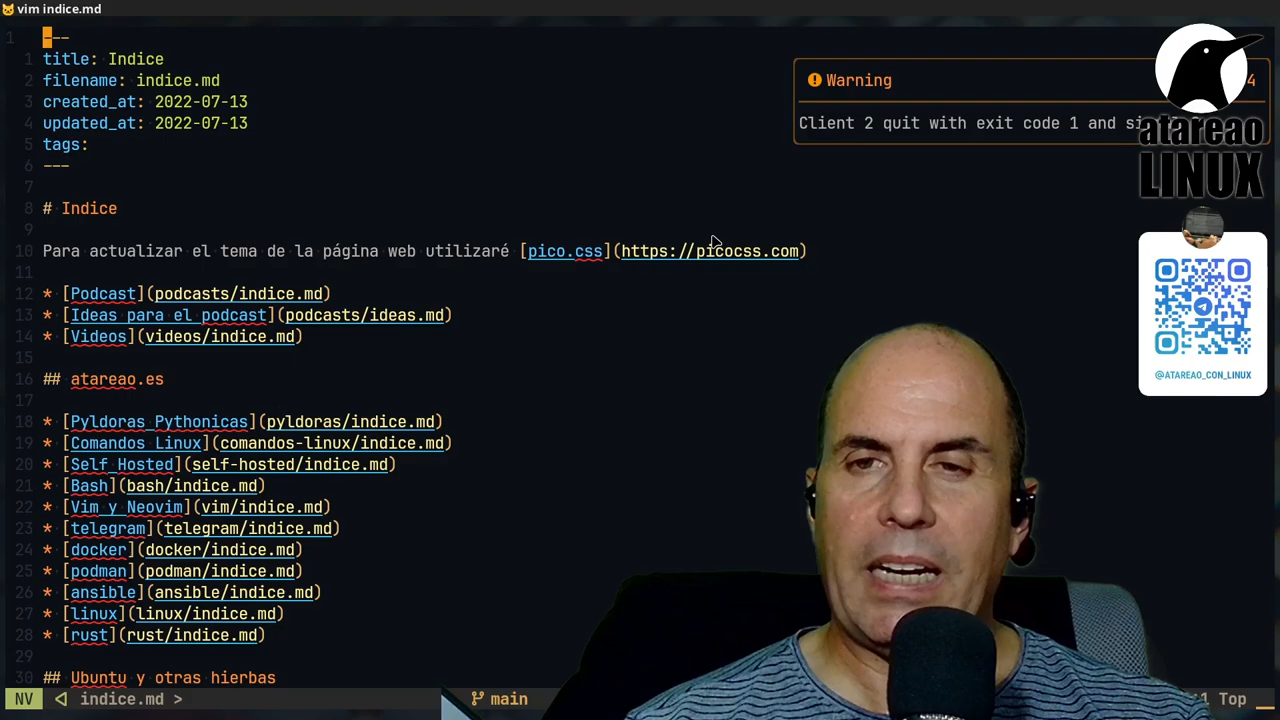 vim indice.md
1 ---
1 title: Indice
2 filename: indice.md
3 created_at: 2022-07-13
4 updated_at: 2022-07-13
5 tags:
6 ---
7
8 # Indice
9
10 Para actualizar el tema de la página web utilizaré [pico.css](https://picocss.com)
11
12 * [Podcast](podcasts/indice.md)
13 * [Ideas para el podcast](podcasts/ideas.md)
14 * [Videos](videos/indice.md)
15
16 ## atareao.es
17
18 * [Pyldoras Pythonicas](pyldoras/indice.md)
19 * [Comandos Linux](comandos-linux/indice.md)
20 * [Self Hosted](self-hosted/indice.md)
21 * [Bash](bash/indice.md)
22 * [Vim y Neovim](vim/indice.md)
23 * [telegram](telegram/indice.md)
24 * [docker](docker/indice.md)
25 * [podman](podman/indice.md)
26 * [ansible](ansible/indice.md)
27 * [linux](linux/indice.md)
28 * [rust](rust/indice.md)
29
30 ## Ubuntu y otras hierbas
NV indice.md > main 1 Top
Warning 4
Client 2 quit with exit code 1 and si
atareao
LINUX
@ATAREAO_CON_LINUX